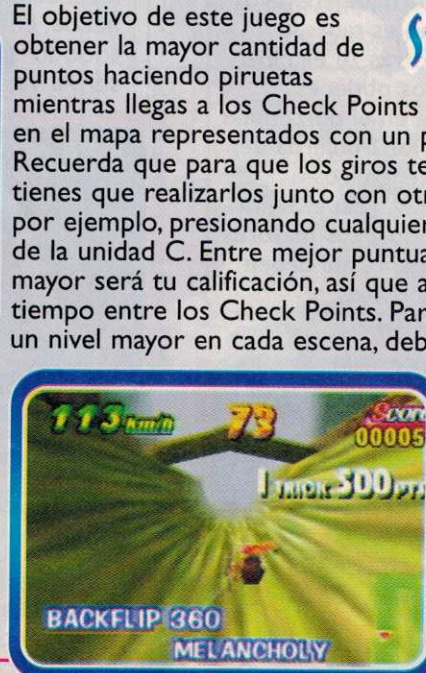 El objetivo de este juego es
obtener la mayor cantidad de
puntos haciendo piruetas
mientras llegas a los Check Points
en el mapa representados con un p
Recuerda que para que los giros te
tienes que realizarlos junto con otr
por ejemplo, presionando cualquier
de la unidad C. Entre mejor puntua
mayor será tu calificación, así que a
tiempo entre los Check Points. Par
un nivel mayor en cada escena, deb
113 km/h 73 Score
00005
1 TRICK 500 PTS
BACKFLIP 360
MELANCHOLY